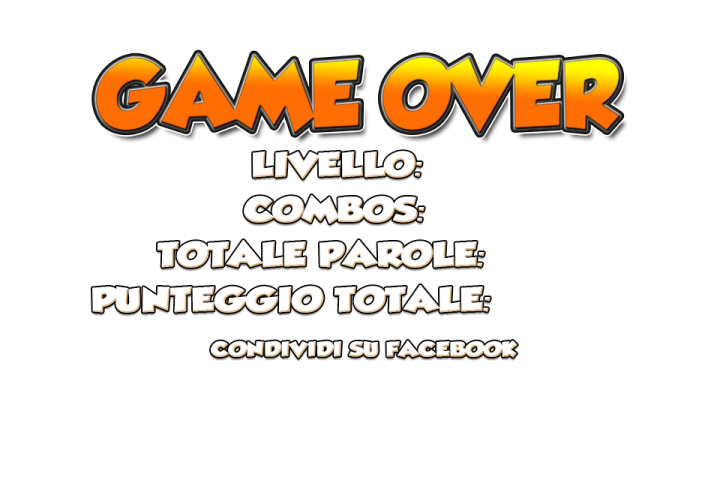 GAME OVER
LIVELLO:
COMBOS:
TOTALE PAROLE:
PUNTEGGIO TOTALE:
CONDIVIDI SU FACEBOOK